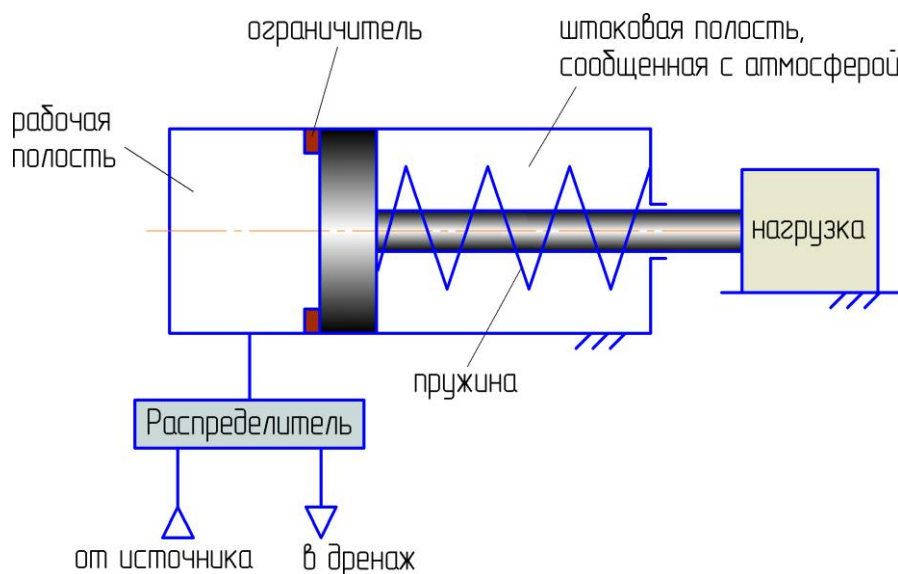 ограничитель
штоковая полость,
сообщенная с атмосферой
рабочая
полость
нагрузка
пружина
Распределитель
от источника
в дренаж